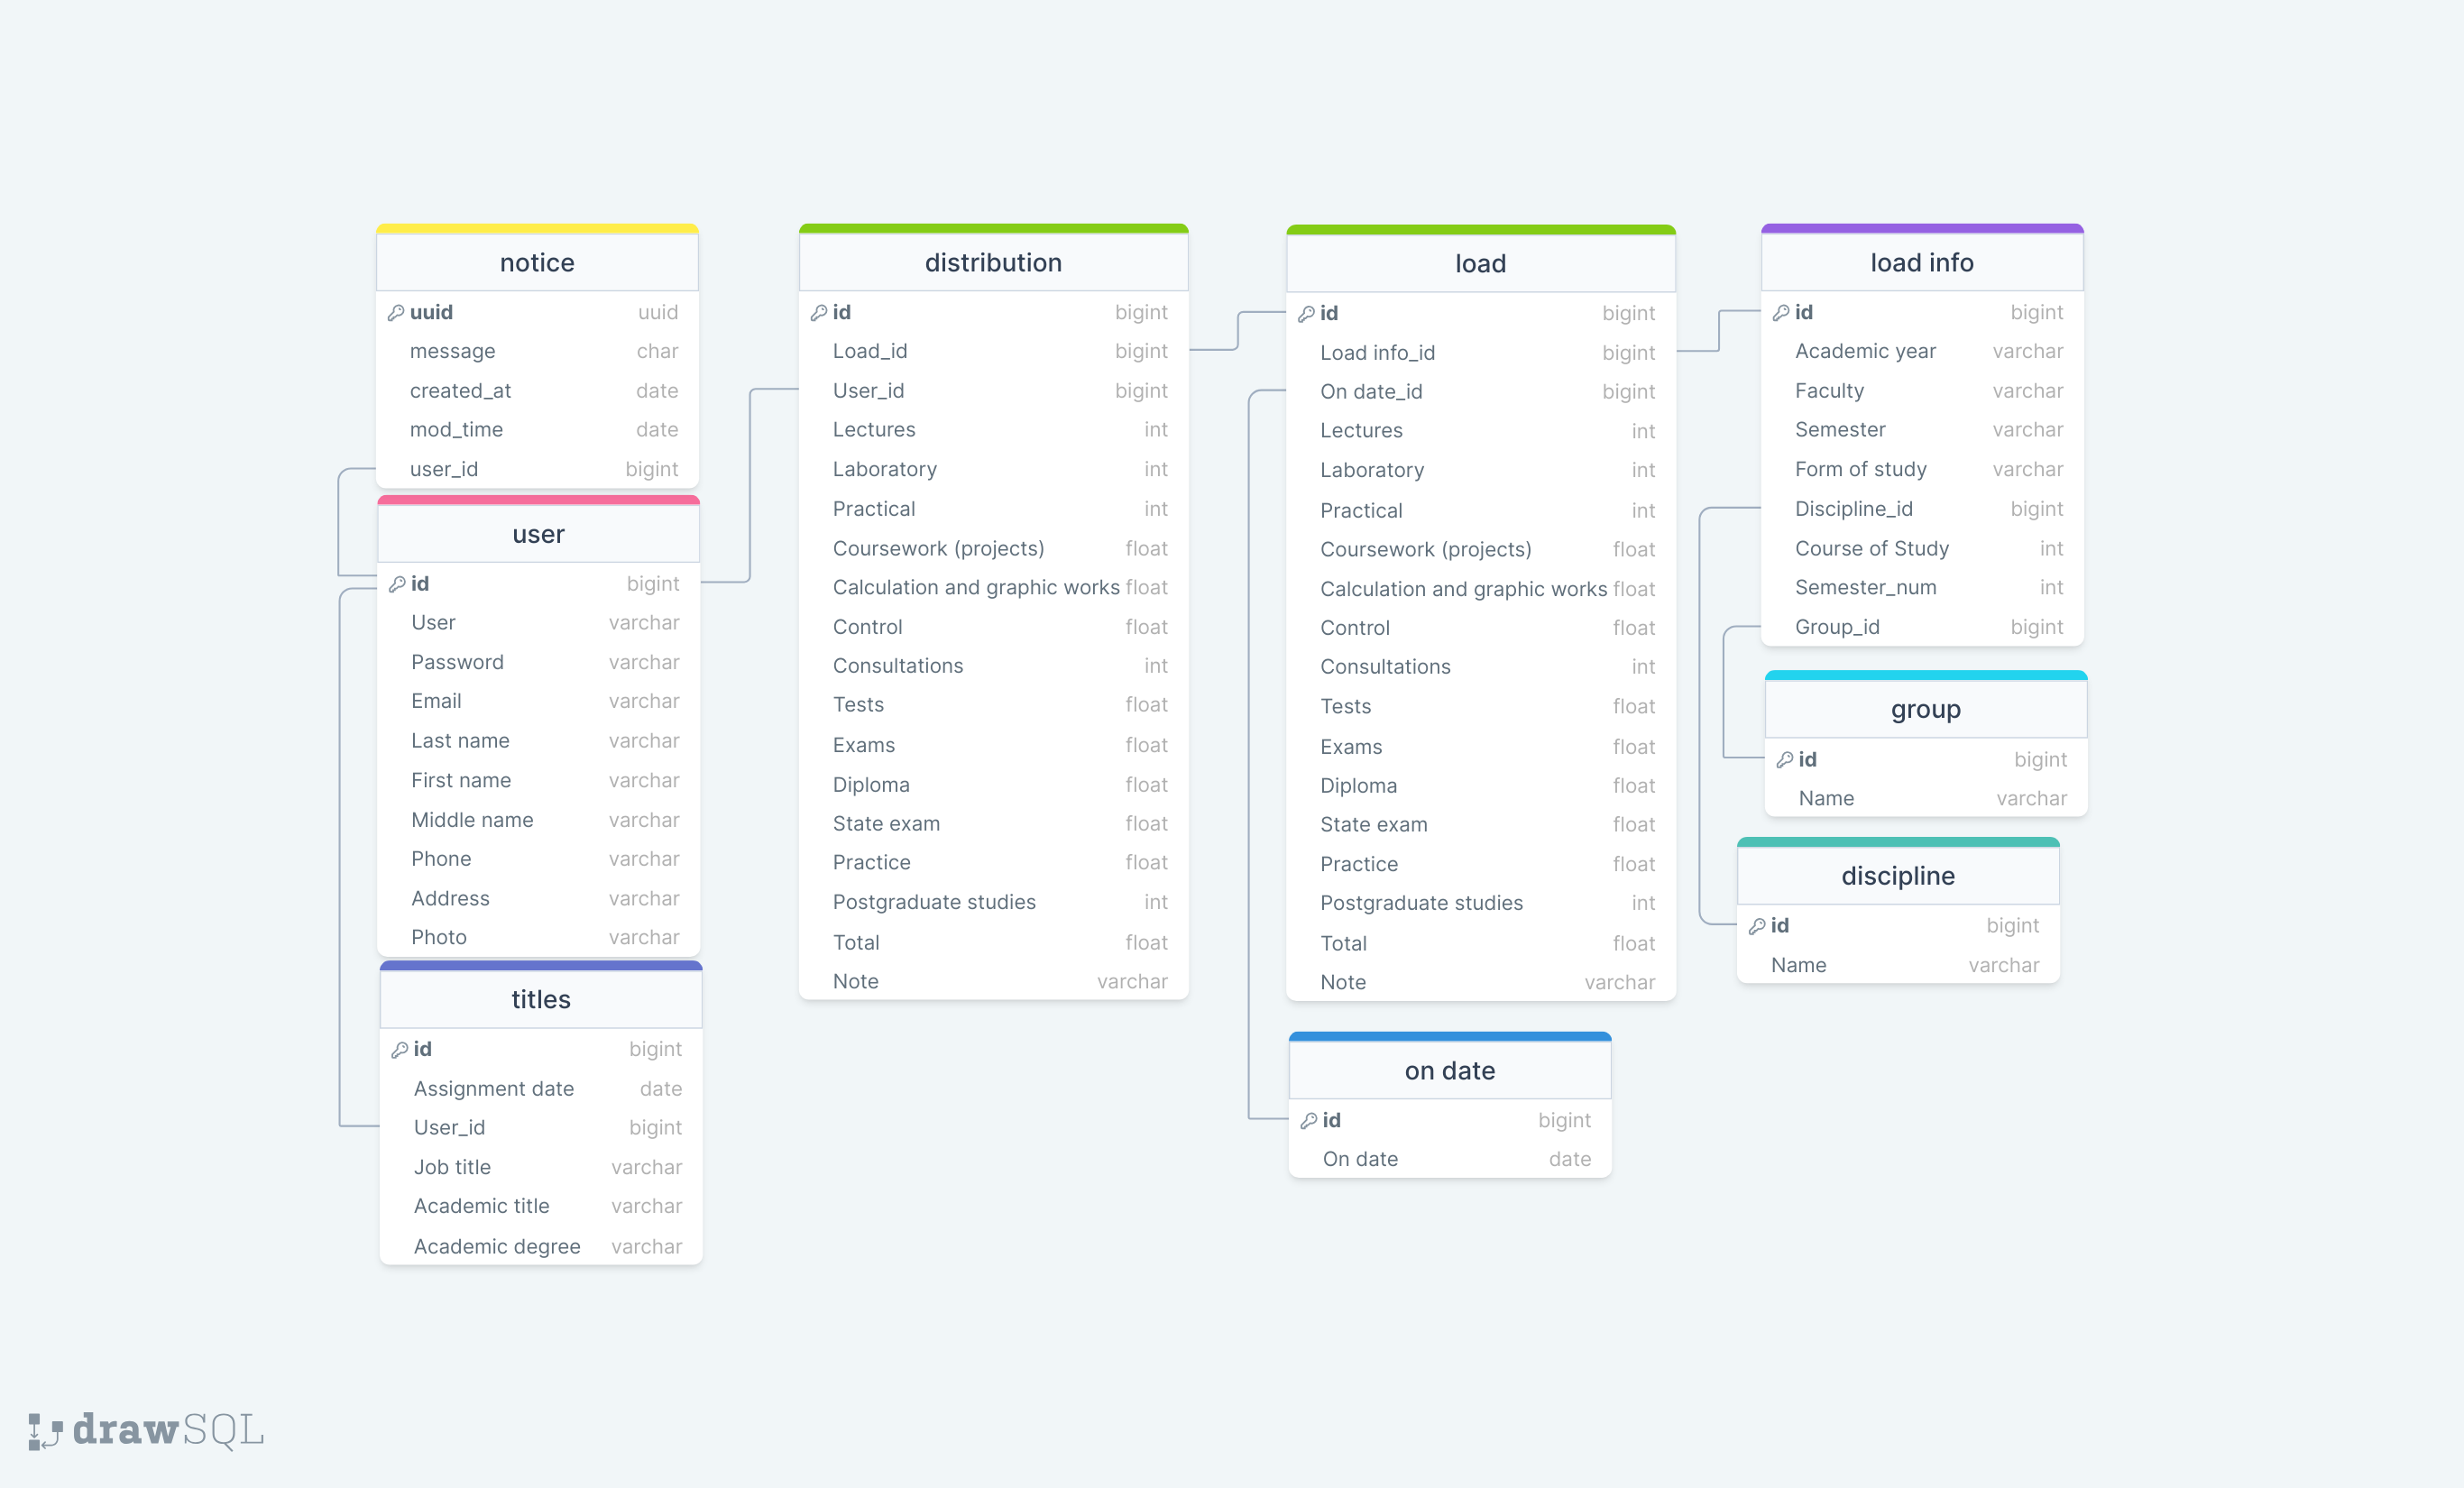 notice
uuid uuid
message char
created_at date
mod_time date
user_id bigint
user
id bigint
User varchar
Password varchar
Email varchar
Last name varchar
First name varchar
Middle name varchar
Phone varchar
Address varchar
Photo varchar
titles
id bigint
Assignment date date
User_id bigint
Job title varchar
Academic title varchar
Academic degree varchar
distribution
id bigint
Load_id bigint
User_id bigint
Lectures int
Laboratory int
Practical int
Coursework (projects) float
Calculation and graphic works float
Control float
Consultations int
Tests float
Exams float
Diploma float
State exam float
Practice float
Postgraduate studies int
Total float
Note varchar
load
id bigint
Load info_id bigint
On date_id bigint
Lectures int
Laboratory int
Practical int
Coursework (projects) float
Calculation and graphic works float
Control float
Consultations int
Tests float
Exams float
Diploma float
State exam float
Practice float
Postgraduate studies int
Total float
Note varchar
on date
id bigint
On date date
load info
id bigint
Academic year varchar
Faculty varchar
Semester varchar
Form of study varchar
Discipline_id bigint
Course of Study int
Semester_num int
Group_id bigint
group
id bigint
Name varchar
discipline
id bigint
Name varchar
drawSQL